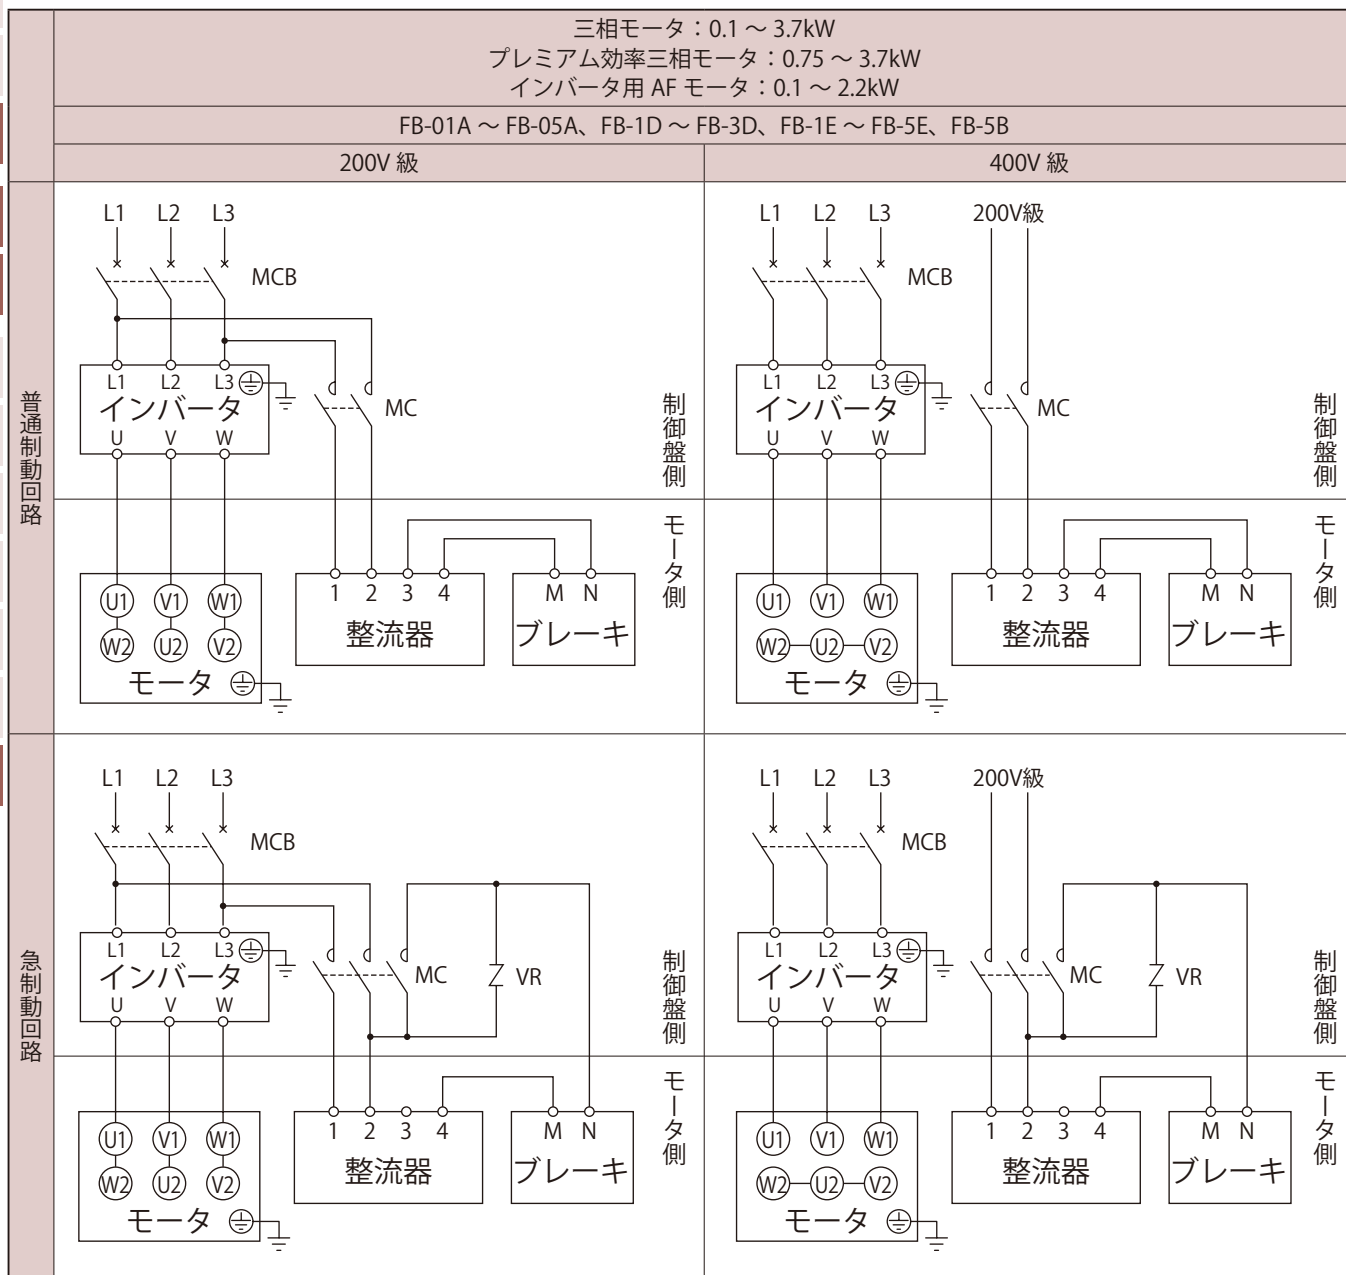 三相モータ：0.1 ～ 3.7kW
プレミアム効率三相モータ：0.75 ～ 3.7kW
インバータ用 AF モータ：0.1 ～ 2.2kW
FB-01A ～ FB-05A、FB-1D ～ FB-3D、FB-1E ～ FB-5E、FB-5B
200V 級
400V 級
普通制動回路
L1 L2 L3
MCB
L1 L2 L3
インバータ
U V W
MC
制御盤側
モータ側
U1 V1 W1
W2 U2 V2
モータ
1 2 3 4
整流器
M N
ブレーキ
L1 L2 L3 200V級
MCB
L1 L2 L3
インバータ
U V W
MC
制御盤側
モータ側
U1 V1 W1
W2 U2 V2
モータ
1 2 3 4
整流器
M N
ブレーキ
急制動回路
L1 L2 L3
MCB
L1 L2 L3
インバータ
U V W
MC
VR
制御盤側
モータ側
U1 V1 W1
W2 U2 V2
モータ
1 2 3 4
整流器
M N
ブレーキ
L1 L2 L3 200V級
MCB
L1 L2 L3
インバータ
U V W
MC
VR
制御盤側
モータ側
U1 V1 W1
W2 U2 V2
モータ
1 2 3 4
整流器
M N
ブレーキ